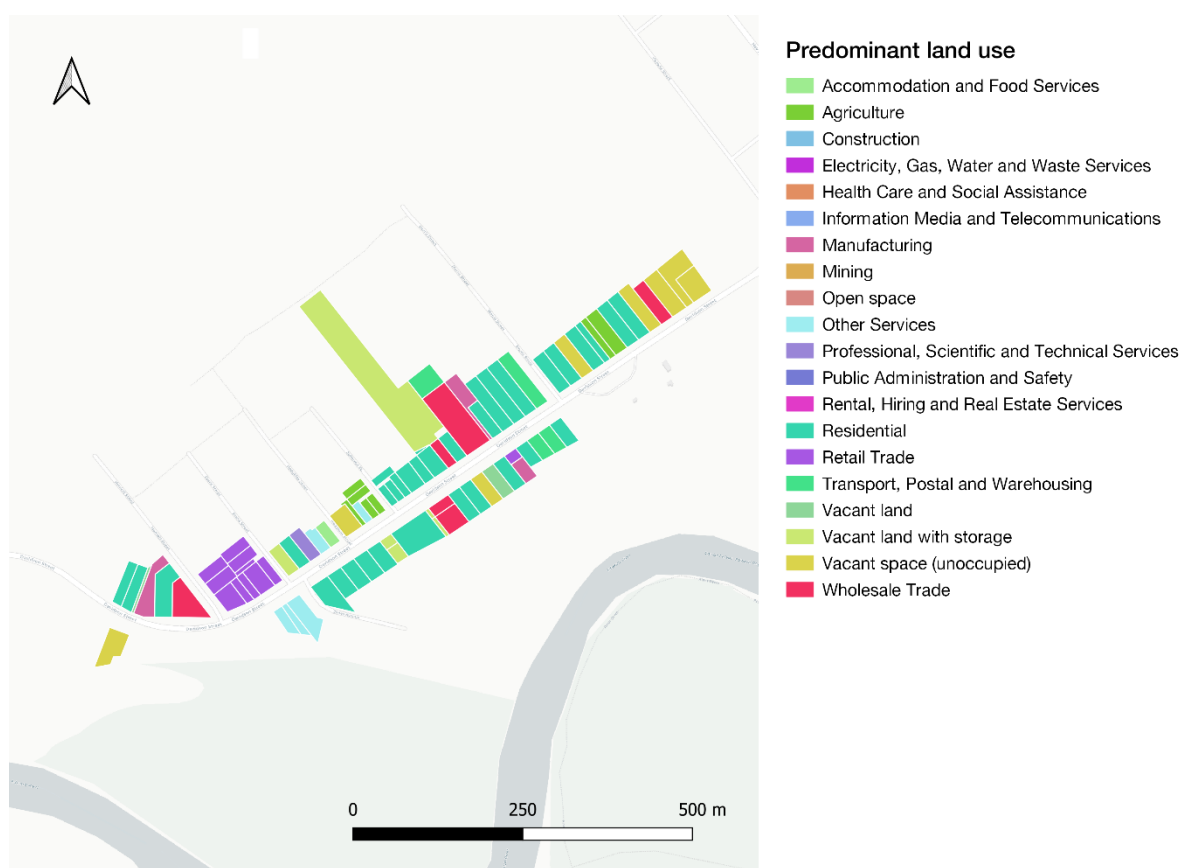 Predominant land use
Accommodation and Food Services
Agriculture
Construction
Electricity, Gas, Water and Waste Services
Health Care and Social Assistance
Information Media and Telecommunications
Manufacturing
Mining
Open space
Other Services
Professional, Scientific and Technical Services
Public Administration and Safety
Rental, Hiring and Real Estate Services
Residential
Retail Trade
Transport, Postal and Warehousing
Vacant land
Vacant land with storage
Vacant space (unoccupied)
Wholesale Trade
0 250 500 m